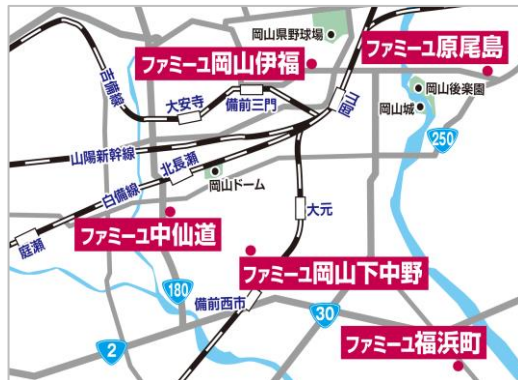 岡山県野球場
ファミーユ岡山伊福
ファミーユ原尾島
吉備線
大安寺
備前三門
岡山
岡山後楽園
岡山城
250
山陽新幹線
北長瀬
岡山ドーム
白備線
大元
庭瀬
ファミーユ中仙道
ファミーユ岡山下中野
180
備前西市
30
2
ファミーユ福浜町